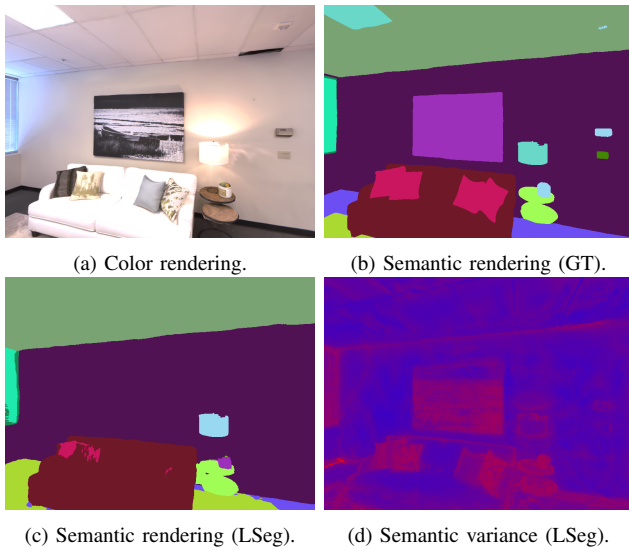 (a) Color rendering.
(b) Semantic rendering (GT).
(c) Semantic rendering (LSeg).
(d) Semantic variance (LSeg).